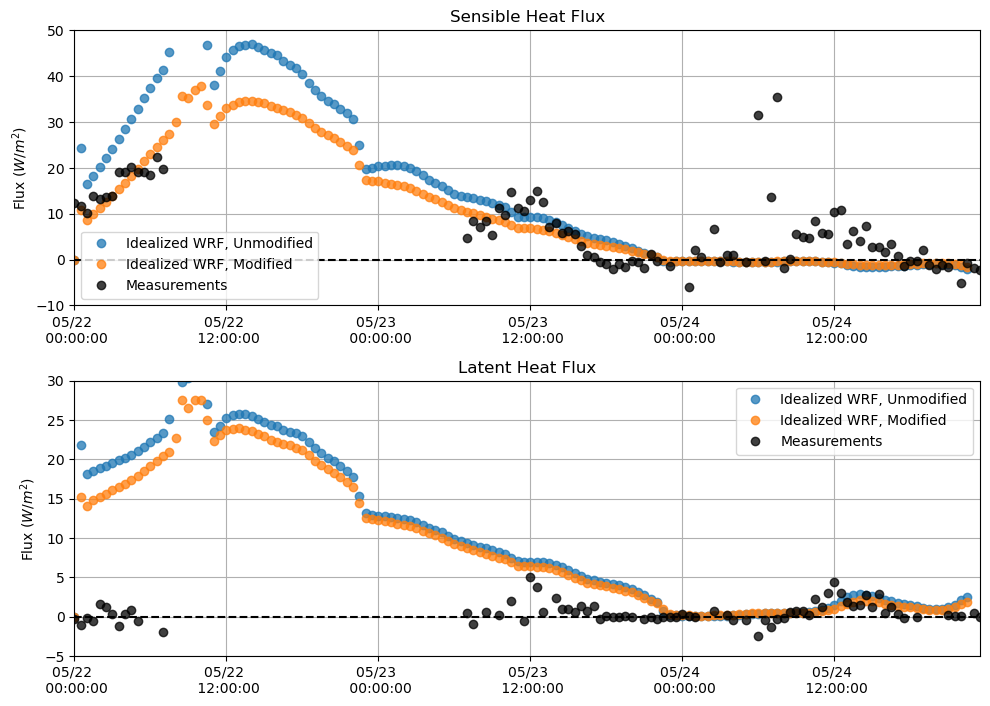 Sensible Heat Flux
Flux (W/m²)
50
40
30
20
10
0
−10
Idealized WRF, Unmodified
Idealized WRF, Modified
Measurements
05/22 05/22 05/23 05/23 05/24 05/24
00:00:00 12:00:00 00:00:00 12:00:00 00:00:00 12:00:00
Latent Heat Flux
Flux (W/m²)
30
25
20
15
10
5
0
−5
Idealized WRF, Unmodified
Idealized WRF, Modified
Measurements
05/22 05/22 05/23 05/23 05/24 05/24
00:00:00 12:00:00 00:00:00 12:00:00 00:00:00 12:00:00